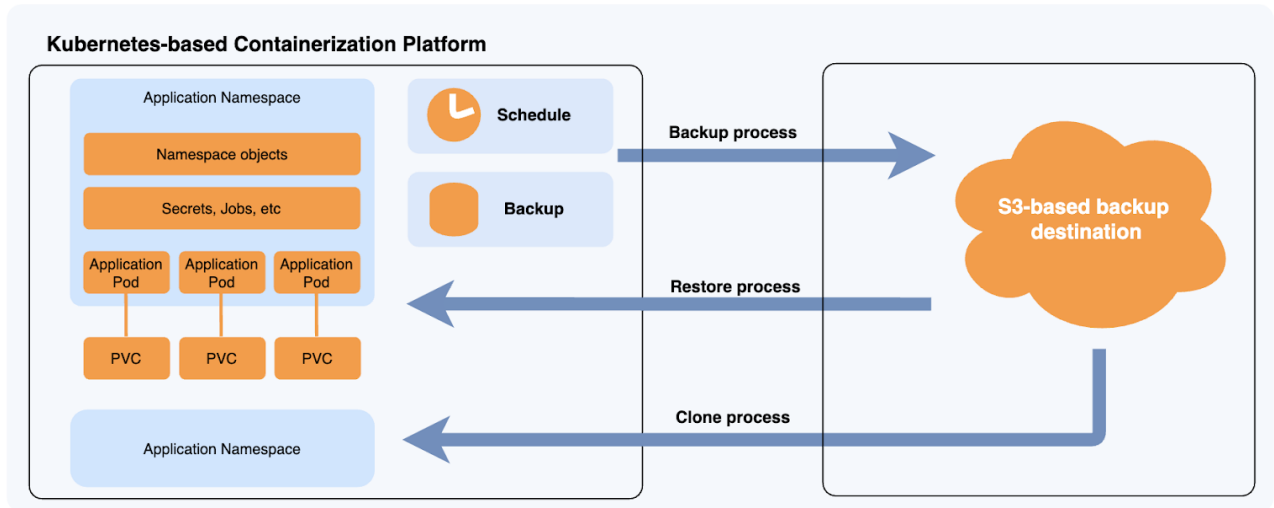 Kubernetes-based Containerization Platform
Application Namespace
Namespace objects
Secrets, Jobs, etc
Application
Pod
Application
Pod
Application
Pod
PVC
PVC
PVC
Application Namespace
Schedule
Backup
Backup process
Restore process
Clone process
S3-based backup
destination